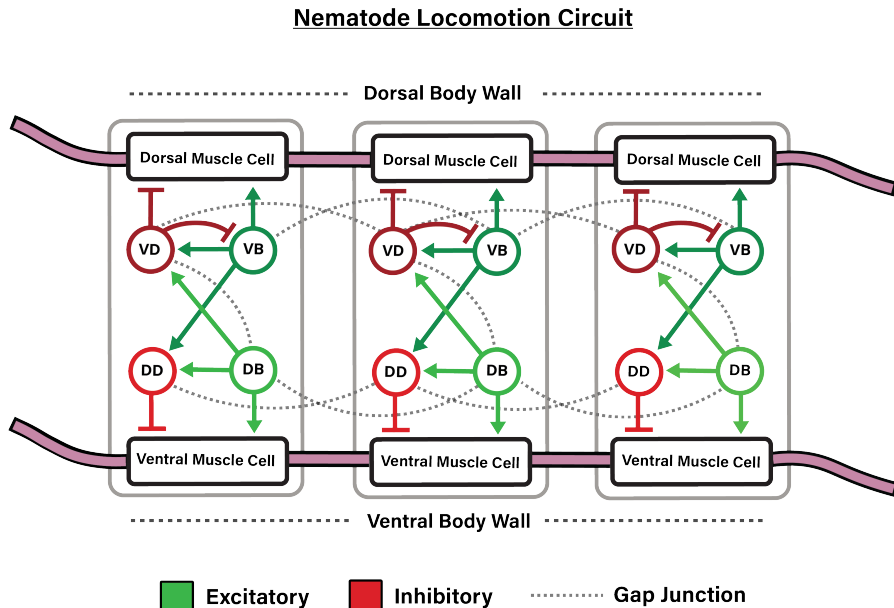 Nematode Locomotion Circuit
Dorsal Body Wall
Dorsal Muscle Cell Dorsal Muscle Cell Dorsal Muscle Cell
VD VB VD VB VD VB
DD DB DD DB DD DB
Ventral Muscle Cell Ventral Muscle Cell Ventral Muscle Cell
Ventral Body Wall
Excitatory Inhibitory Gap Junction